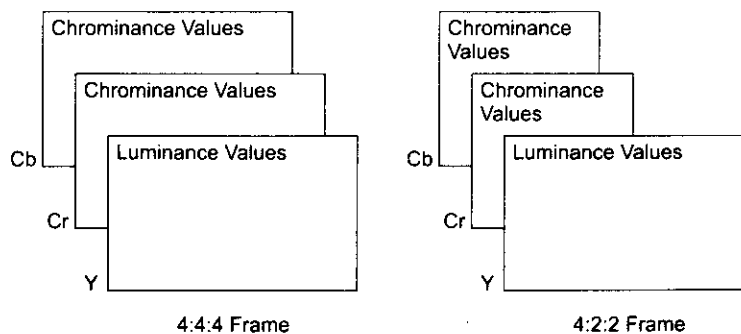 Chrominance Values
Chrominance Values
Luminance Values
Cb
Cr
Y
4:4:4 Frame
Chrominance
Values
Chrominance
Values
Luminance Values
Cb
Cr
Y
4:2:2 Frame